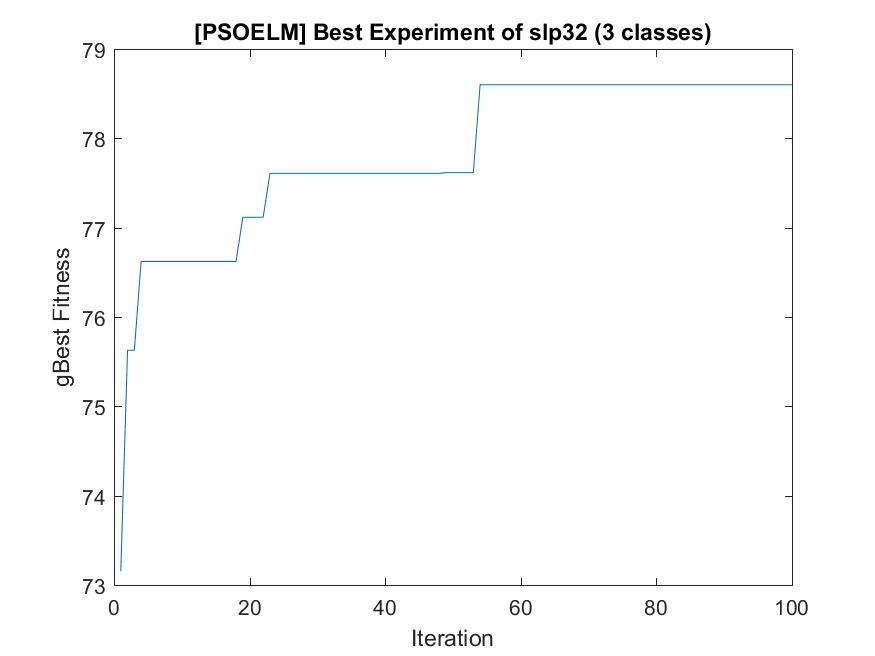 [PSOELM] Best Experiment of slp32 (3 classes)
79
78
77
76
75
74
73
gBest Fitness
0 20 40 60 80 100
Iteration